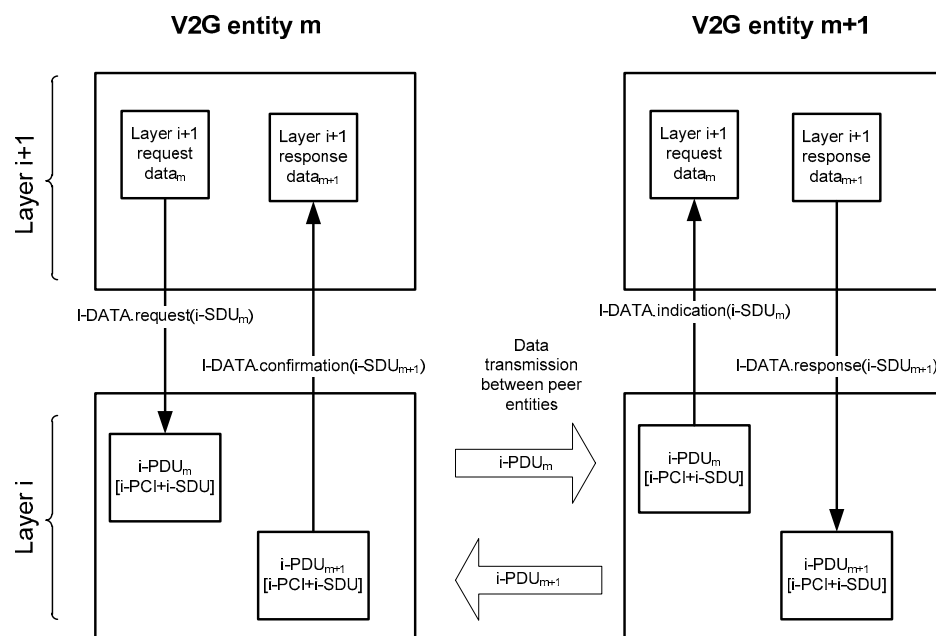 V2G entity m
V2G entity m+1
Layer i+1
Layer i+1
request
dataₘ
Layer i+1
response
dataₘ₊₁
Layer i+1
request
dataₘ
Layer i+1
response
dataₘ₊₁
I-DATA.request(i-SDUₘ)
I-DATA.confirmation(i-SDUₘ₊₁)
Data
transmission
between peer
entities
I-DATA.indication(i-SDUₘ)
I-DATA.response(i-SDUₘ₊₁)
Layer i
i-PDUₘ
[i-PCI+i-SDU]
i-PDUₘ₊₁
[i-PCI+i-SDU]
i-PDUₘ
i-PDUₘ₊₁
i-PDUₘ
[i-PCI+i-SDU]
i-PDUₘ₊₁
[i-PCI+i-SDU]